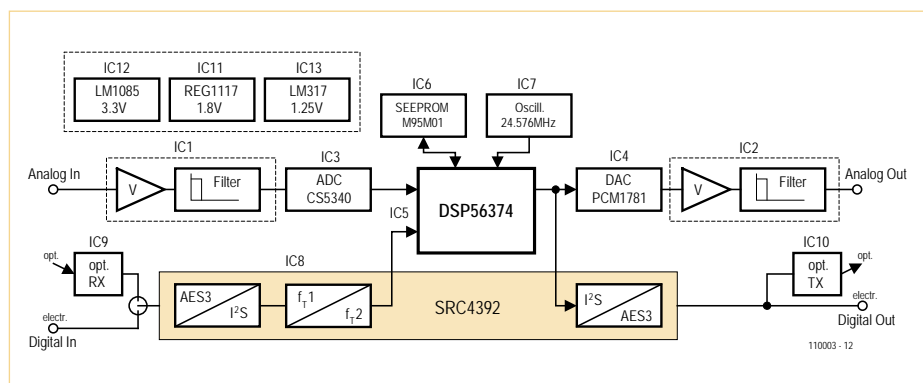 IC12
LM1085
3.3V
IC11
REG1117
1.8V
IC13
LM317
1.25V
IC6
SEEPROM
M95M01
IC7
Oscill.
24.576MHz
IC1
Analog In
V
Filter
IC3
ADC
CS5340
IC5
DSP56374
IC4
DAC
PCM1781
IC2
V
Filter
Analog Out
IC9
opt.
opt.
RX
electr.
Digital In
IC8
AES3
I²S
fT1
fT2
SRC4392
I²S
AES3
IC10
opt.
TX
opt.
electr.
Digital Out
110003 - 12